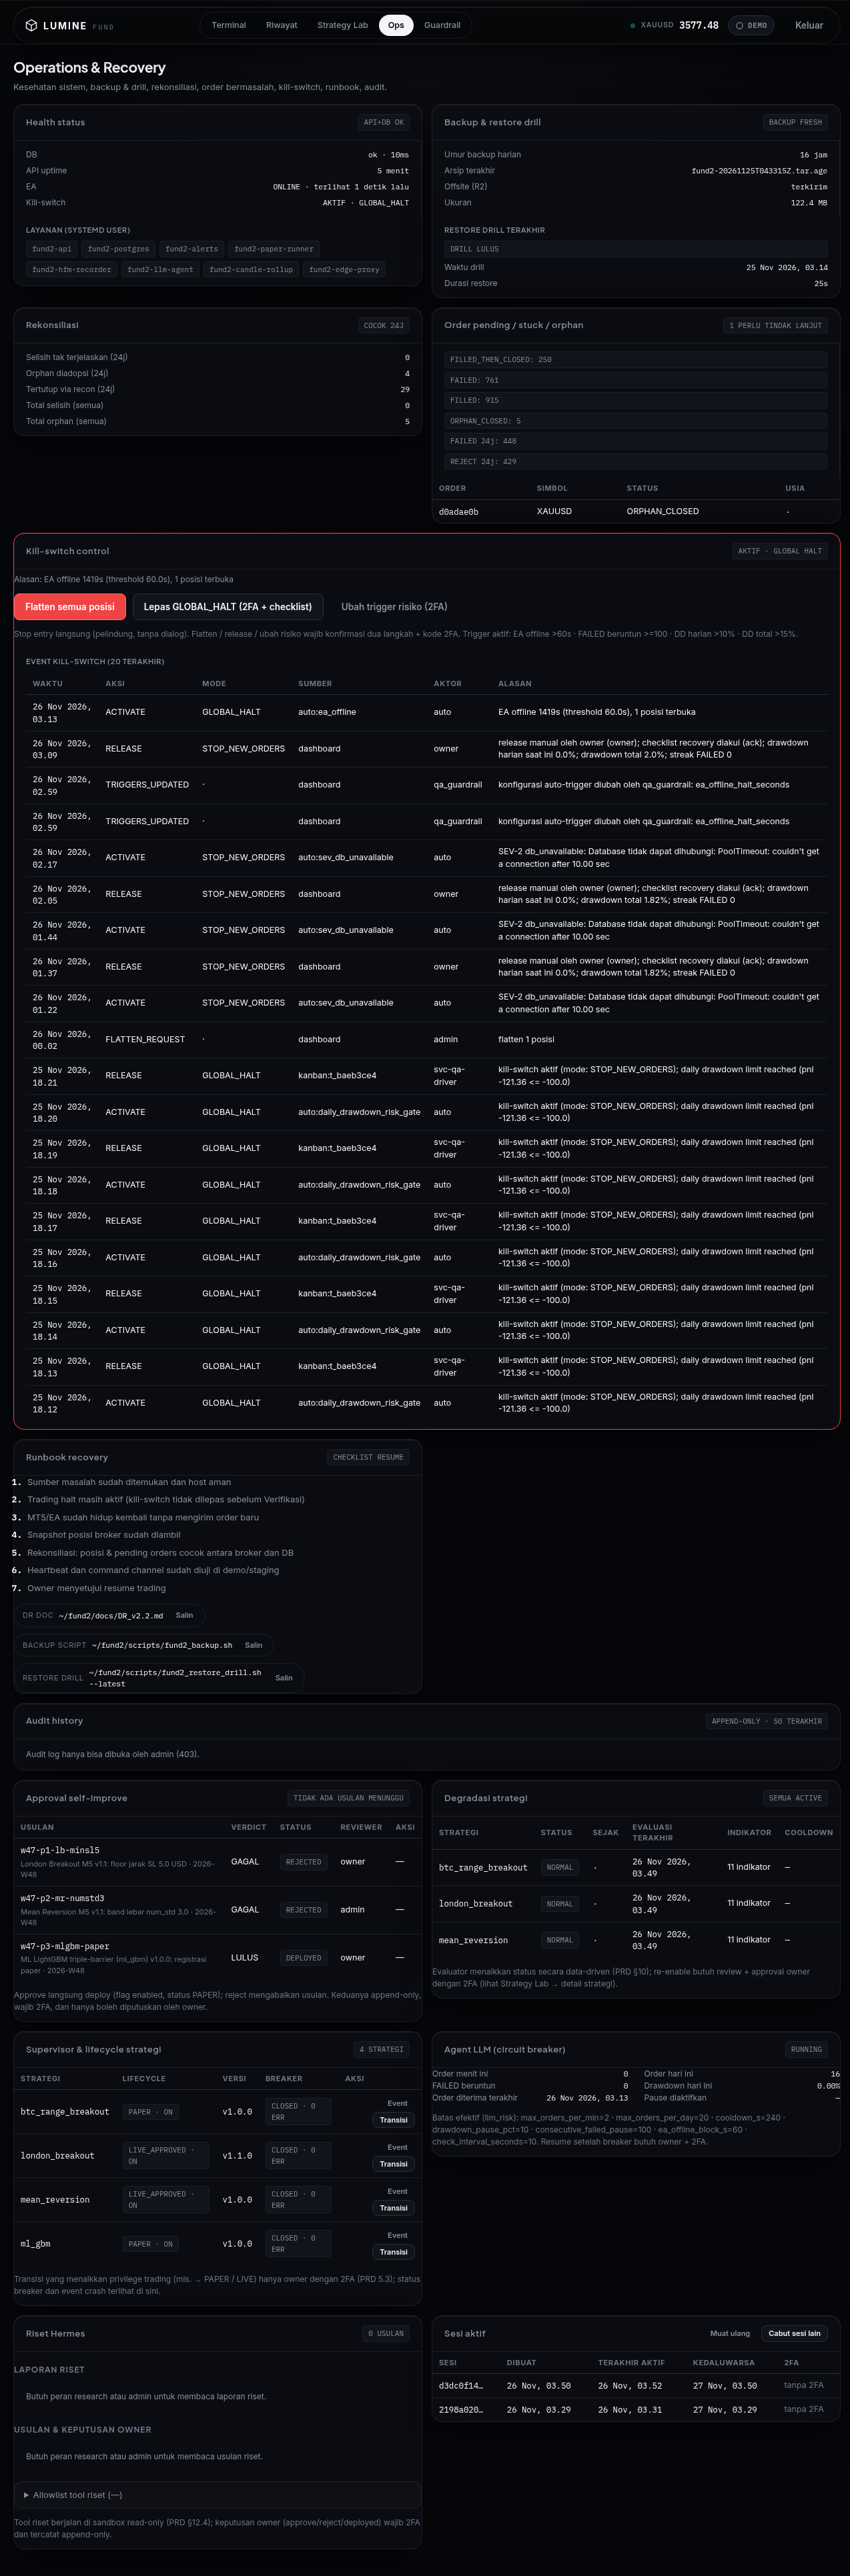 LUMINE FUND
Terminal Riwayat Strategy Lab Ops Guardrail
XAUUSD 3577.48 DEMO Keluar
Operations & Recovery
Kesehatan sistem, backup & drill, rekonsiliasi, order bermasalah, kill-switch, runbook, audit.
Health status API+DB OK
DB ok · 10ms
API uptime 5 menit
EA ONLINE · terlihat 1 detik lalu
Kill-switch AKTIF · GLOBAL_HALT
LAYANAN (SYSTEMD USER)
fund2-api fund2-postgres fund2-alerts fund2-paper-runner
fund2-hfm-recorder fund2-llm-agent fund2-candle-rollup fund2-edge-proxy
Backup & restore drill BACKUP FRESH
Umur backup harian 16 jam
Arsip terakhir fund2-20261125T043315Z.tar.age
Offsite (R2) terkirim
Ukuran 122.4 MB
RESTORE DRILL TERAKHIR
DRILL LULUS
Waktu drill 25 Nov 2026, 03.14
Durasi restore 25s
Rekonsiliasi COCOK 24J
Selisih tak terjelaskan (24j) 0
Orphan diadopsi (24j) 4
Tertutup via recon (24j) 29
Total selisih (semua) 0
Total orphan (semua) 5
Order pending / stuck / orphan 1 PERLU TINDAK LANJUT
FILLED_THEN_CLOSED: 250
FAILED: 761
FILLED: 915
ORPHAN_CLOSED: 5
FAILED 24j: 448
REJECT 24j: 429
ORDER SIMBOL STATUS USIA
d0adae0b XAUUSD ORPHAN_CLOSED ·
Kill-switch control AKTIF · GLOBAL HALT
Alasan: EA offline 1419s (threshold 60.0s), 1 posisi terbuka
Flatten semua posisi Lepas GLOBAL_HALT (2FA + checklist) Ubah trigger risiko (2FA)
Stop entry langsung (pelindung, tanpa dialog). Flatten / release / ubah risiko wajib konfirmasi dua langkah + kode 2FA. Trigger aktif: EA offline >60s · FAILED beruntun >=100 · DD harian >10% · DD total >15%.
EVENT KILL-SWITCH (20 TERAKHIR)
WAKTU AKSI MODE SUMBER AKTOR ALASAN
26 Nov 2026, 03.13 ACTIVATE GLOBAL_HALT auto:ea_offline auto EA offline 1419s (threshold 60.0s), 1 posisi terbuka
26 Nov 2026, 03.09 RELEASE STOP_NEW_ORDERS dashboard owner release manual oleh owner (owner); checklist recovery diakui (ack); drawdown harian saat ini 0.0%; drawdown total 2.0%; streak FAILED 0
26 Nov 2026, 02.59 TRIGGERS_UPDATED · dashboard qa_guardrail konfigurasi auto-trigger diubah oleh qa_guardrail: ea_offline_halt_seconds
26 Nov 2026, 02.59 TRIGGERS_UPDATED · dashboard qa_guardrail konfigurasi auto-trigger diubah oleh qa_guardrail: ea_offline_halt_seconds
26 Nov 2026, 02.17 ACTIVATE STOP_NEW_ORDERS auto:sev_db_unavailable auto SEV-2 db_unavailable: Database tidak dapat dihubungi: PoolTimeout: couldn't get a connection after 10.00 sec
26 Nov 2026, 02.05 RELEASE STOP_NEW_ORDERS dashboard owner release manual oleh owner (owner); checklist recovery diakui (ack); drawdown harian saat ini 0.0%; drawdown total 1.82%; streak FAILED 0
26 Nov 2026, 01.44 ACTIVATE STOP_NEW_ORDERS auto:sev_db_unavailable auto SEV-2 db_unavailable: Database tidak dapat dihubungi: PoolTimeout: couldn't get a connection after 10.00 sec
26 Nov 2026, 01.37 RELEASE STOP_NEW_ORDERS dashboard owner release manual oleh owner (owner); checklist recovery diakui (ack); drawdown harian saat ini 0.0%; drawdown total 1.82%; streak FAILED 0
26 Nov 2026, 01.22 ACTIVATE STOP_NEW_ORDERS auto:sev_db_unavailable auto SEV-2 db_unavailable: Database tidak dapat dihubungi: PoolTimeout: couldn't get a connection after 10.00 sec
26 Nov 2026, 00.02 FLATTEN_REQUEST · dashboard admin flatten 1 posisi
25 Nov 2026, 18.21 RELEASE GLOBAL_HALT kanban:t_baeb3ce4 svc-qa-driver kill-switch aktif (mode: STOP_NEW_ORDERS); daily drawdown limit reached (pnl -121.36 <= -100.0)
25 Nov 2026, 18.20 ACTIVATE GLOBAL_HALT auto:daily_drawdown_risk_gate auto kill-switch aktif (mode: STOP_NEW_ORDERS); daily drawdown limit reached (pnl -121.36 <= -100.0)
25 Nov 2026, 18.19 RELEASE GLOBAL_HALT kanban:t_baeb3ce4 svc-qa-driver kill-switch aktif (mode: STOP_NEW_ORDERS); daily drawdown limit reached (pnl -121.36 <= -100.0)
25 Nov 2026, 18.18 ACTIVATE GLOBAL_HALT auto:daily_drawdown_risk_gate auto kill-switch aktif (mode: STOP_NEW_ORDERS); daily drawdown limit reached (pnl -121.36 <= -100.0)
25 Nov 2026, 18.17 RELEASE GLOBAL_HALT kanban:t_baeb3ce4 svc-qa-driver kill-switch aktif (mode: STOP_NEW_ORDERS); daily drawdown limit reached (pnl -121.36 <= -100.0)
25 Nov 2026, 18.16 ACTIVATE GLOBAL_HALT auto:daily_drawdown_risk_gate auto kill-switch aktif (mode: STOP_NEW_ORDERS); daily drawdown limit reached (pnl -121.36 <= -100.0)
25 Nov 2026, 18.15 RELEASE GLOBAL_HALT kanban:t_baeb3ce4 svc-qa-driver kill-switch aktif (mode: STOP_NEW_ORDERS); daily drawdown limit reached (pnl -121.36 <= -100.0)
25 Nov 2026, 18.14 ACTIVATE GLOBAL_HALT auto:daily_drawdown_risk_gate auto kill-switch aktif (mode: STOP_NEW_ORDERS); daily drawdown limit reached (pnl -121.36 <= -100.0)
25 Nov 2026, 18.13 RELEASE GLOBAL_HALT kanban:t_baeb3ce4 svc-qa-driver kill-switch aktif (mode: STOP_NEW_ORDERS); daily drawdown limit reached (pnl -121.36 <= -100.0)
25 Nov 2026, 18.12 ACTIVATE GLOBAL_HALT auto:daily_drawdown_risk_gate auto kill-switch aktif (mode: STOP_NEW_ORDERS); daily drawdown limit reached (pnl -121.36 <= -100.0)
Runbook recovery CHECKLIST RESUME
1. Sumber masalah sudah ditemukan dan host aman
2. Trading halt masih aktif (kill-switch tidak dilepas sebelum Verifikasi)
3. MT5/EA sudah hidup kembali tanpa mengirim order baru
4. Snapshot posisi broker sudah diambil
5. Rekonsiliasi: posisi & pending orders cocok antara broker dan DB
6. Heartbeat dan command channel sudah diuji di demo/staging
7. Owner menyetujui resume trading
DR DOC ~/fund2/docs/DR_v2.2.md Salin
BACKUP SCRIPT ~/fund2/scripts/fund2_backup.sh Salin
RESTORE DRILL ~/fund2/scripts/fund2_restore_drill.sh --latest Salin
Audit history APPEND-ONLY · 50 TERAKHIR
Audit log hanya bisa dibuka oleh admin (403).
Approval self-improve TIDAK ADA USULAN MENUNGGU
USULAN VERDICT STATUS REVIEWER AKSI
w47-p1-lb-minsl5 GAGAL REJECTED owner —
London Breakout M5 v1.1: floor jarak SL 5.0 USD · 2026-W48
w47-p2-mr-numstd3 GAGAL REJECTED admin —
Mean Reversion M5 v1.1: band lebar num_std 3.0 · 2026-W48
w47-p3-mlgbm-paper LULUS DEPLOYED owner —
ML LightGBM triple-barrier (ml_gbm) v1.0.0: registrasi paper · 2026-W48
Approve langsung deploy (flag enabled, status PAPER); reject mengabaikan usulan. Keduanya append-only, wajib 2FA, dan hanya boleh diputuskan oleh owner.
Degradasi strategi SEMUA ACTIVE
STRATEGI STATUS SEJAK EVALUASI TERAKHIR INDIKATOR COOLDOWN
btc_range_breakout NORMAL · 26 Nov 2026, 03.49 11 indikator —
london_breakout NORMAL · 26 Nov 2026, 03.49 11 indikator —
mean_reversion NORMAL · 26 Nov 2026, 03.49 11 indikator —
Evaluator menaikkan status secara data-driven (PRD §10); re-enable butuh review + approval owner dengan 2FA (lihat Strategy Lab → detail strategi).
Supervisor & lifecycle strategi 4 STRATEGI
STRATEGI LIFECYCLE VERSI BREAKER AKSI
btc_range_breakout PAPER · ON v1.0.0 CLOSED · 0 ERR Event Transisi
london_breakout LIVE_APPROVED · ON v1.1.0 CLOSED · 0 ERR Event Transisi
mean_reversion LIVE_APPROVED · ON v1.0.0 CLOSED · 0 ERR Event Transisi
ml_gbm PAPER · ON v1.0.0 CLOSED · 0 ERR Event Transisi
Transisi yang menaikkan privilege trading (mis. → PAPER / LIVE) hanya owner dengan 2FA (PRD 5.3); status breaker dan event crash terlihat di sini.
Agent LLM (circuit breaker) RUNNING
Order menit ini 0 Order hari ini 16
FAILED beruntun 0 Drawdown hari ini 0.00%
Order diterima terakhir 26 Nov 2026, 03.13 Pause diaktifkan —
Batas efektif (llm_risk): max_orders_per_min=2 · max_orders_per_day=20 · cooldown_s=240 · drawdown_pause_pct=10 · consecutive_failed_pause=100 · ea_offline_block_s=60 · check_interval_seconds=10. Resume setelah breaker butuh owner + 2FA.
Riset Hermes 0 USULAN
LAPORAN RISET
Butuh peran research atau admin untuk membaca laporan riset.
USULAN & KEPUTUSAN OWNER
Butuh peran research atau admin untuk membaca usulan riset.
▶ Allowlist tool riset (—)
Tool riset berjalan di sandbox read-only (PRD §12.4); keputusan owner (approve/reject/deployed) wajib 2FA dan tercatat append-only.
Sesi aktif Muat ulang Cabut sesi lain
SESI DIBUAT TERAKHIR AKTIF KEDALUWARSA 2FA
d3dc0f14… 26 Nov, 03.50 26 Nov, 03.52 27 Nov, 03.50 tanpa 2FA
2198a020… 26 Nov, 03.29 26 Nov, 03.31 27 Nov, 03.29 tanpa 2FA